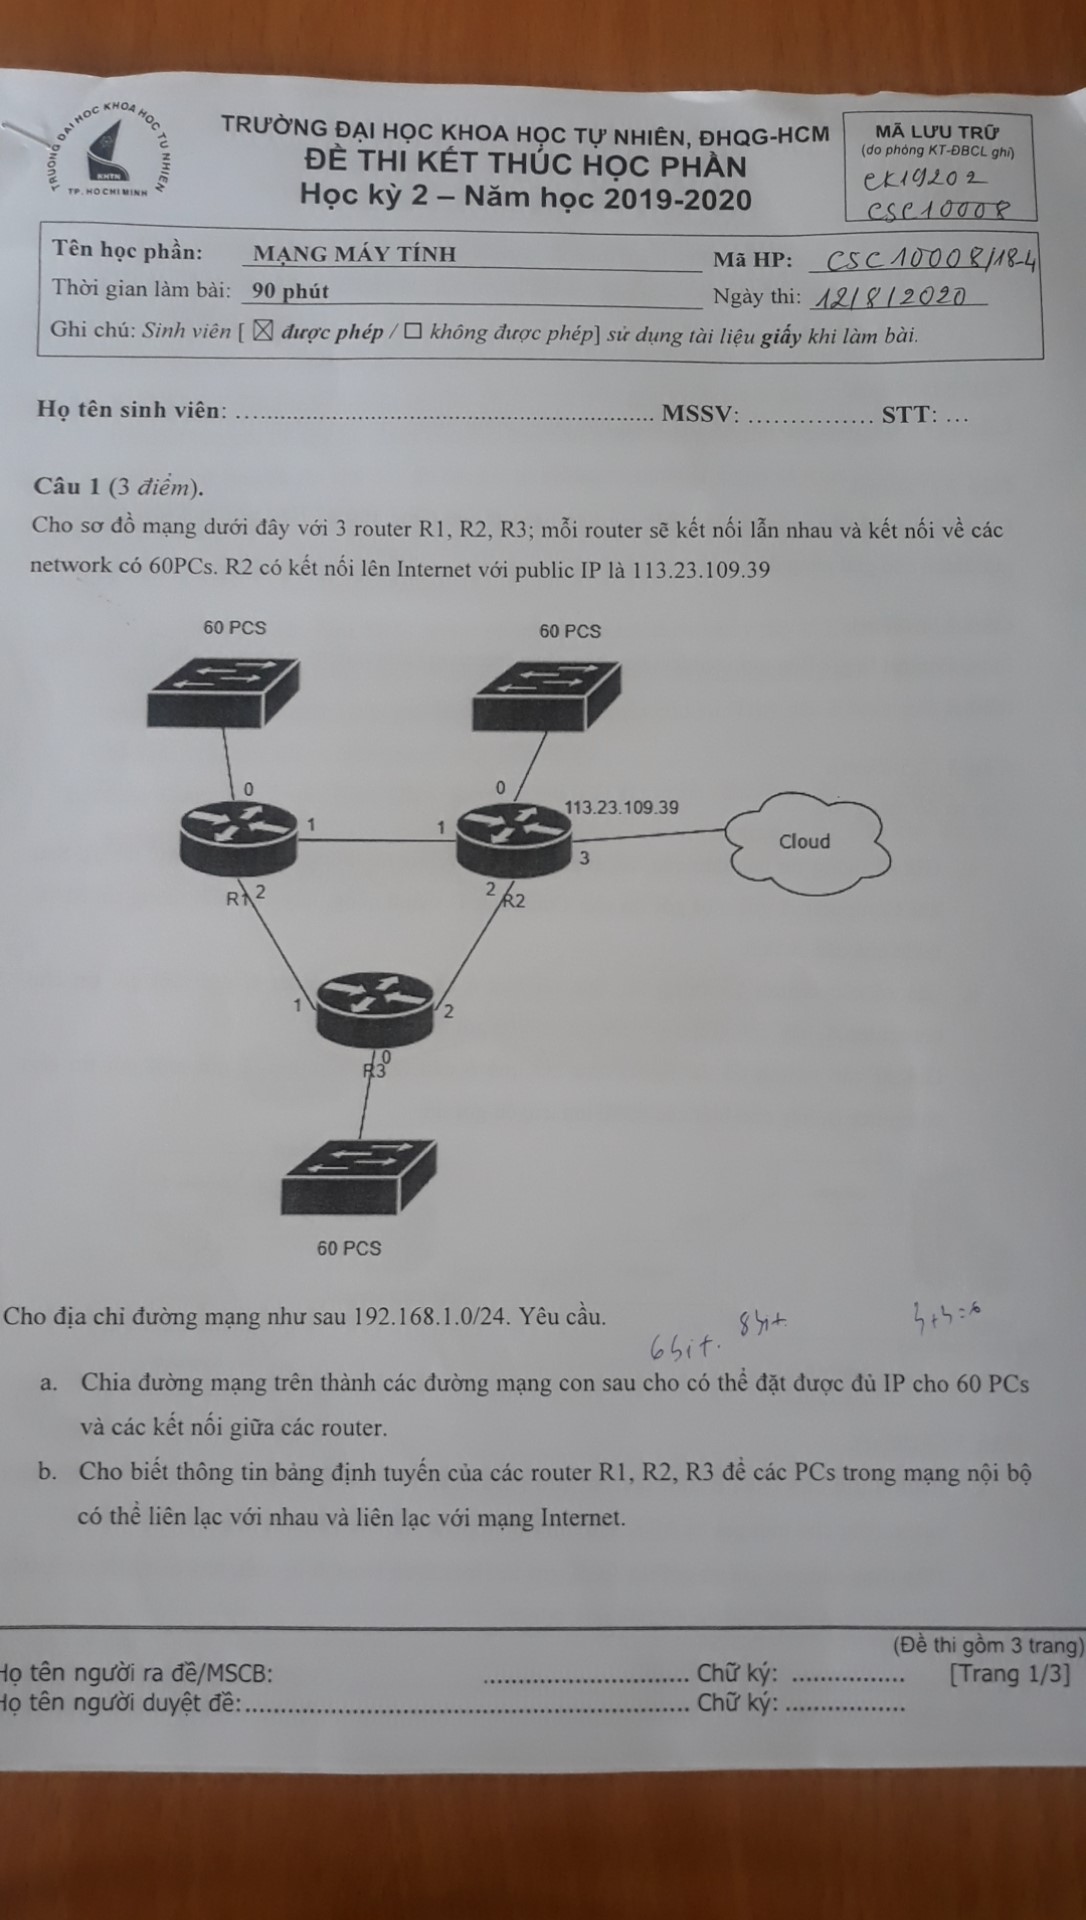 TRƯỜNG ĐẠI HỌC KHOA HỌC TỰ NHIÊN
KHTN
TP. HỒ CHÍ MINH
TRƯỜNG ĐẠI HỌC KHOA HỌC TỰ NHIÊN, ĐHQG-HCM
ĐỀ THI KẾT THÚC HỌC PHẦN
Học kỳ 2 – Năm học 2019-2020
MÃ LƯU TRỮ
(do phòng KT-ĐBCL ghi)
CK19202
CSC10008
Tên học phần: MẠNG MÁY TÍNH
Mã HP: CSC10008/18-4
Thời gian làm bài: 90 phút
Ngày thi: 12/8/2020
Ghi chú: Sinh viên [ ☒ được phép / ☐ không được phép] sử dụng tài liệu giấy khi làm bài.
Họ tên sinh viên: ........................................................ MSSV: ................ STT: ...
Câu 1 (3 điểm).
Cho sơ đồ mạng dưới đây với 3 router R1, R2, R3; mỗi router sẽ kết nối lẫn nhau và kết nối về các
network có 60PCs. R2 có kết nối lên Internet với public IP là 113.23.109.39
60 PCS
60 PCS
0
0
113.23.109.39
1
1
Cloud
3
R1
2
2
R2
1
2
0
R3
60 PCS
Cho địa chỉ đường mạng như sau 192.168.1.0/24. Yêu cầu.
6bit.
8bit.
a. Chia đường mạng trên thành các đường mạng con sau cho có thể đặt được đủ IP cho 60 PCs
và các kết nối giữa các router.
b. Cho biết thông tin bảng định tuyến của các router R1, R2, R3 để các PCs trong mạng nội bộ
có thể liên lạc với nhau và liên lạc với mạng Internet.
(Đề thi gồm 3 trang)
Họ tên người ra đề/MSCB: ............................. Chữ ký: ................ [Trang 1/3]
Họ tên người duyệt đề:............................................................ Chữ ký: .................